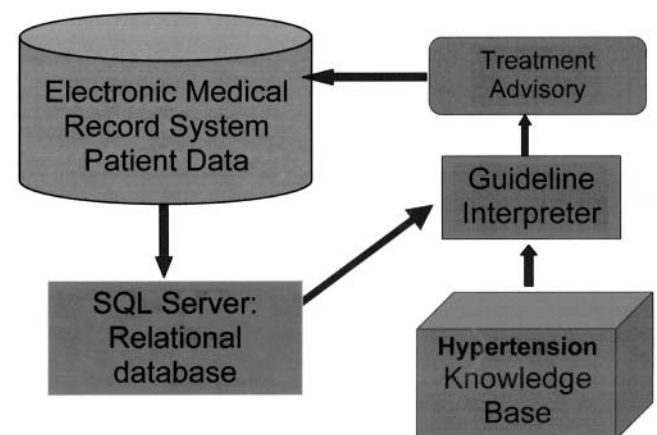 Electronic Medical
Record System
Patient Data
Treatment
Advisory
Guideline
Interpreter
SQL Server:
Relational
database
Hypertension
Knowledge
Base